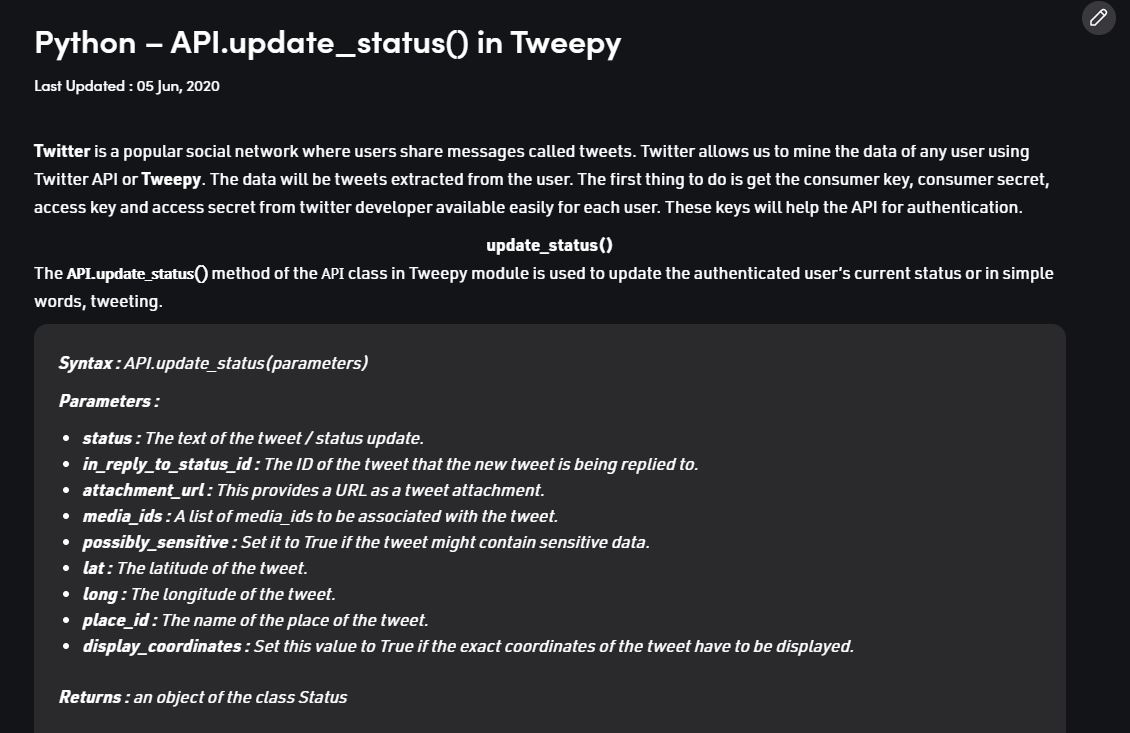 Python – API.update_status() in Tweepy
Last Updated : 05 Jun, 2020
Twitter is a popular social network where users share messages called tweets. Twitter allows us to mine the data of any user using
Twitter API or Tweepy. The data will be tweets extracted from the user. The first thing to do is get the consumer key, consumer secret,
access key and access secret from twitter developer available easily for each user. These keys will help the API for authentication.
update_status()
The API.update_status() method of the API class in Tweepy module is used to update the authenticated user's current status or in simple
words, tweeting.
Syntax : API.update_status(parameters)
Parameters :
• status : The text of the tweet / status update.
• in_reply_to_status_id : The ID of the tweet that the new tweet is being replied to.
• attachment_url : This provides a URL as a tweet attachment.
• media_ids : A list of media_ids to be associated with the tweet.
• possibly_sensitive : Set it to True if the tweet might contain sensitive data.
• lat : The latitude of the tweet.
• long : The longitude of the tweet.
• place_id : The name of the place of the tweet.
• display_coordinates : Set this value to True if the exact coordinates of the tweet have to be displayed.
Returns : an object of the class Status